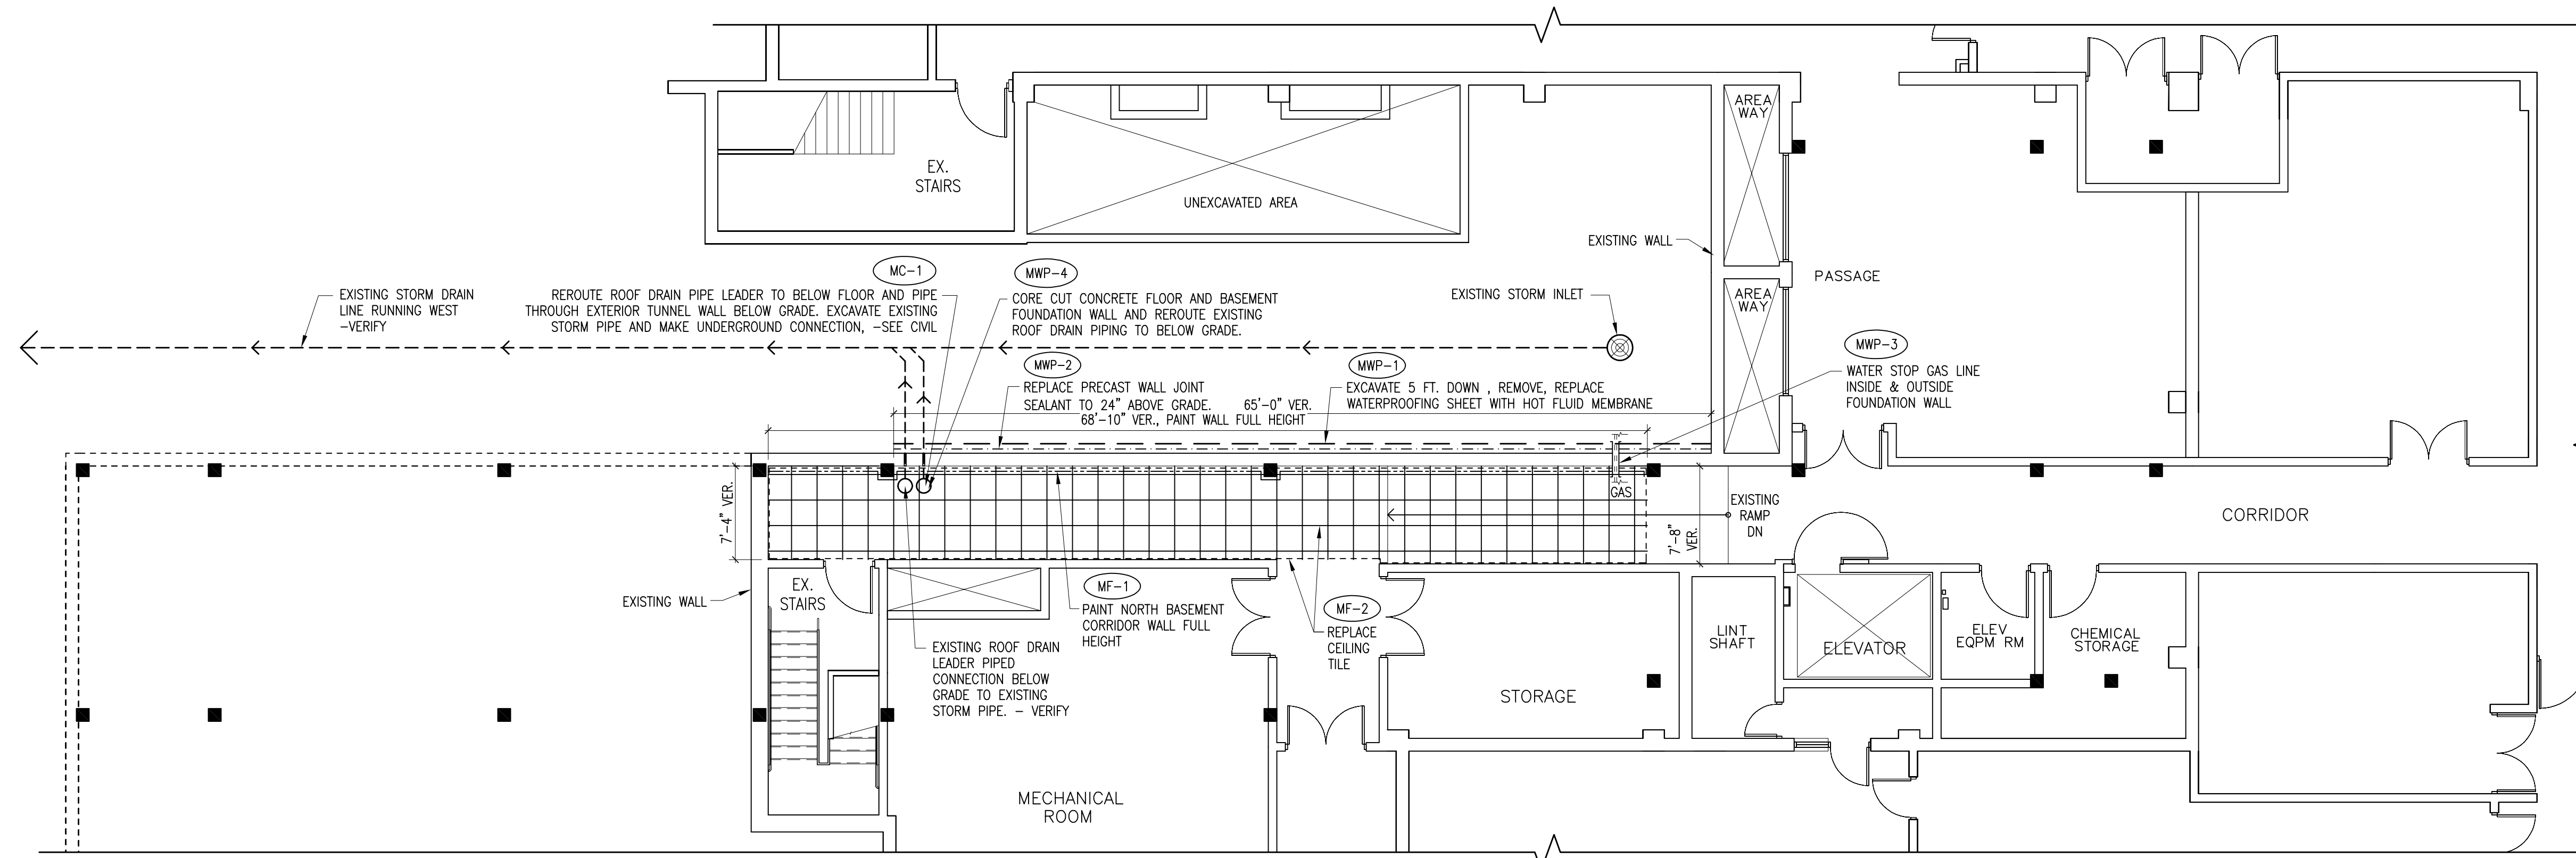 AREA
WAY
EX.
STAIRS
UNEXCAVATED AREA
EXISTING WALL
PASSAGE
MC-1
MWP-4
EXISTING STORM DRAIN
LINE RUNNING WEST
-VERIFY
REROUTE ROOF DRAIN PIPE LEADER TO BELOW FLOOR AND PIPE
THROUGH EXTERIOR TUNNEL WALL BELOW GRADE. EXCAVATE EXISTING
STORM PIPE AND MAKE UNDERGROUND CONNECTION, -SEE CIVIL
CORE CUT CONCRETE FLOOR AND BASEMENT
FOUNDATION WALL AND REROUTE EXISTING
ROOF DRAIN PIPING TO BELOW GRADE.
EXISTING STORM INLET
AREA
WAY
MWP-2
REPLACE PRECAST WALL JOINT
SEALANT TO 24" ABOVE GRADE.
65'-0" VER.
68'-10" VER., PAINT WALL FULL HEIGHT
MWP-1
EXCAVATE 5 FT. DOWN , REMOVE, REPLACE
WATERPROOFING SHEET WITH HOT FLUID MEMBRANE
MWP-3
WATER STOP GAS LINE
INSIDE & OUTSIDE
FOUNDATION WALL
7'-4" VER.
GAS
7'-8"
VER.
EXISTING
RAMP
DN
CORRIDOR
EXISTING WALL
EX.
STAIRS
MF-1
PAINT NORTH BASEMENT
CORRIDOR WALL FULL
HEIGHT
MF-2
REPLACE
CEILING
TILE
EXISTING ROOF DRAIN
LEADER PIPED
CONNECTION BELOW
GRADE TO EXISTING
STORM PIPE. - VERIFY
LINT
SHAFT
ELEVATOR
ELEV
EQPM RM
CHEMICAL
STORAGE
STORAGE
MECHANICAL
ROOM